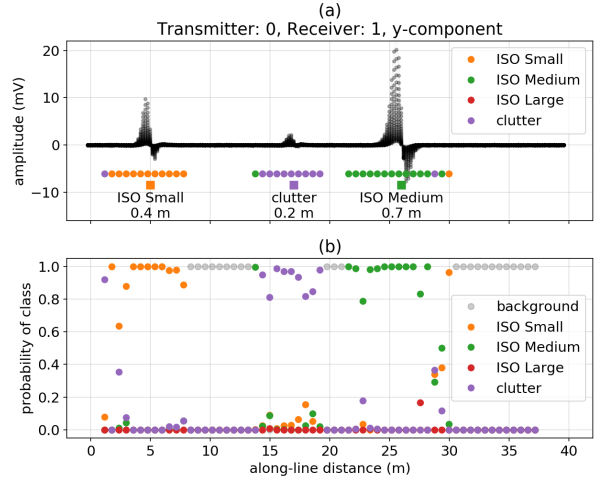 (a)
Transmitter: 0, Receiver: 1, y-component
20
10
0
−10
amplitude (mV)
ISO Small
ISO Medium
ISO Large
clutter
ISO Small
0.4 m
clutter
0.2 m
ISO Medium
0.7 m
(b)
1.0
0.8
0.6
0.4
0.2
0.0
probability of class
background
ISO Small
ISO Medium
ISO Large
clutter
0 5 10 15 20 25 30 35 40
along-line distance (m)